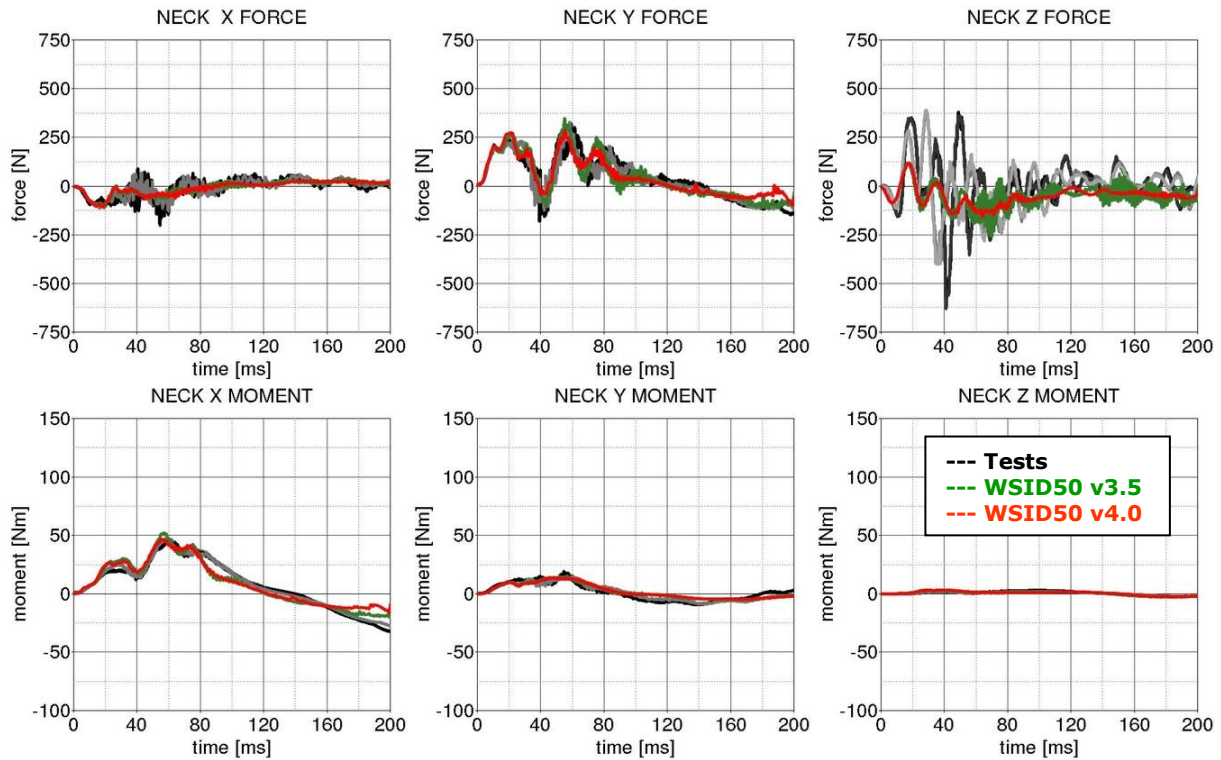 NECK X FORCE
750
500
250
0
-250
-500
-750
force [N]
0 40 80 120 160 200
time [ms]
NECK Y FORCE
750
500
250
0
-250
-500
-750
force [N]
0 40 80 120 160 200
time [ms]
NECK Z FORCE
750
500
250
0
-250
-500
-750
force [N]
0 40 80 120 160 200
time [ms]
NECK X MOMENT
150
100
50
0
-50
-100
moment [Nm]
0 40 80 120 160 200
time [ms]
NECK Y MOMENT
150
100
50
0
-50
-100
moment [Nm]
0 40 80 120 160 200
time [ms]
NECK Z MOMENT
150
100
50
0
-50
-100
moment [Nm]
0 40 80 120 160 200
time [ms]
--- Tests
--- WSID50 v3.5
--- WSID50 v4.0